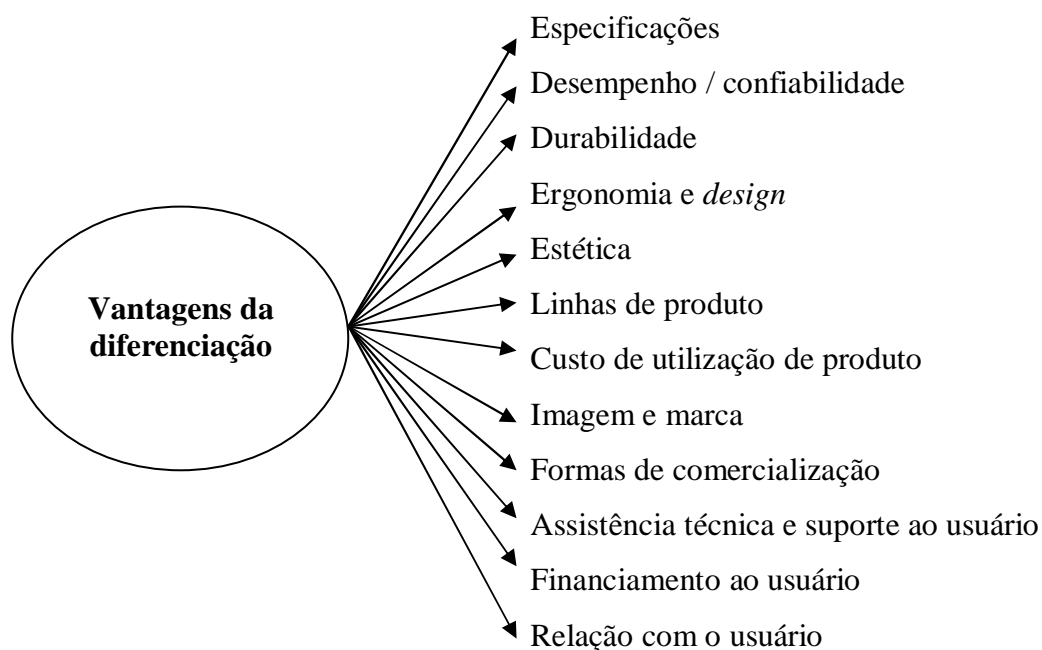 Especificações
Desempenho / confiabilidade
Durabilidade
Ergonomia e design
Estética
Vantagens da
diferenciação
Linhas de produto
Custo de utilização de produto
Imagem e marca
Formas de comercialização
Assistência técnica e suporte ao usuário
Financiamento ao usuário
Relação com o usuário